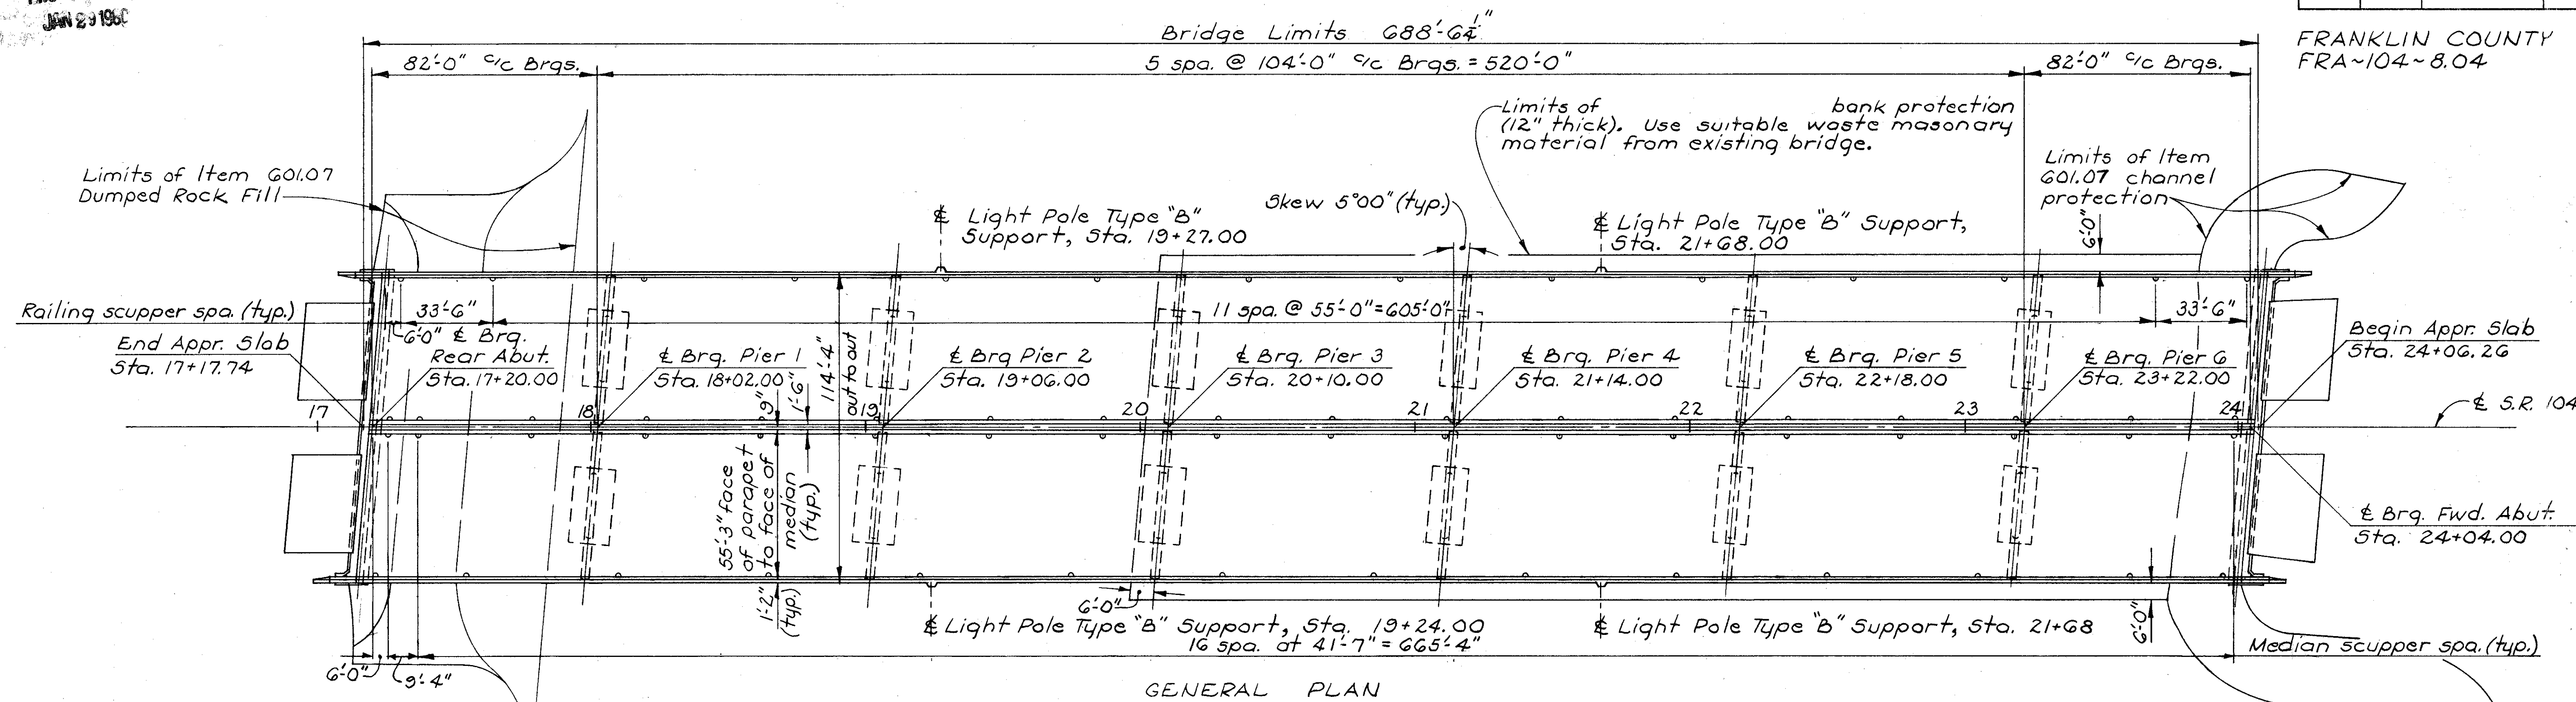 JAN 29 1960
Bridge Limits 688'-6¼"
FRANKLIN COUNTY
FRA~104~8.04
82'-0" c/c Brgs.
5 spa. @ 104'-0" c/c Brgs. = 520'-0"
82'-0" c/c Brgs.
Limits of bank protection
(12" thick). Use suitable waste masonary
material from existing bridge.
Limits of Item 601.07
Dumped Rock Fill
Limits of Item
601.07 channel
protection
℄ Light Pole Type "B"
Support, Sta. 19+27.00
Skew 5°00" (typ.)
℄ Light Pole Type "B" Support,
Sta. 21+68.00
6'-0"
Railing scupper spa. (typ.)
33'-6"
11 spa. @ 55'-0"=605'-0"
33'-6"
End Appr. Slab
Sta. 17+17.74
6'-0"
℄ Brg.
Rear Abut.
Sta. 17+20.00
℄ Brg. Pier 1
Sta. 18+02.00
114'-4"
out to out
℄ Brg Pier 2
Sta. 19+06.00
℄ Brg. Pier 3
Sta. 20+10.00
℄ Brg. Pier 4
Sta. 21+14.00
℄ Brg. Pier 5
Sta. 22+18.00
℄ Brg. Pier 6
Sta. 23+22.00
Begin Appr. Slab
Sta. 24+06.26
17
18
9"
1'-6"
19
20
21
22
23
24
℄ S.R. 104
55'-3" face
of parapet
to face of
median
(typ.)
℄ Brg. Fwd. Abut.
Sta. 24+04.00
1'-2"
(typ.)
6'-0"
℄ Light Pole Type "B" Support, Sta. 19+24.00
℄ Light Pole Type "B" Support, Sta. 21+68
6'-0"
16 spa. at 41'-7" = 665'-4"
Median scupper spa. (typ.)
6'-0"
9'-4"
GENERAL PLAN